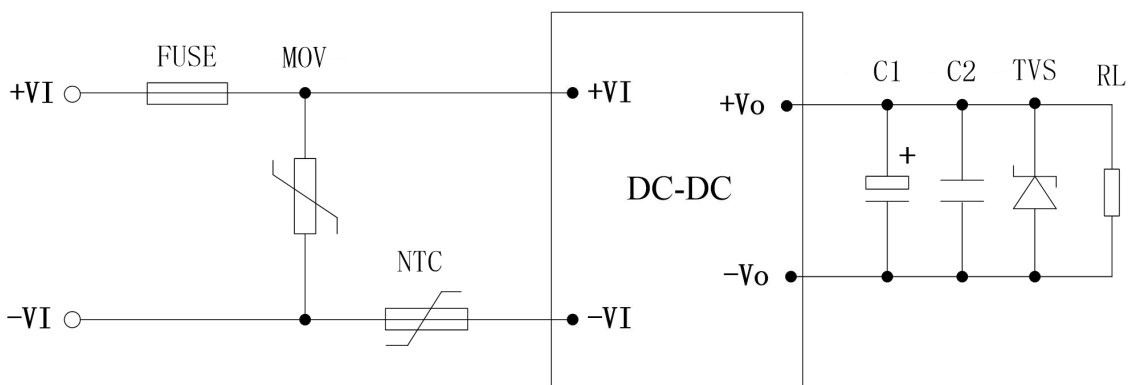 FUSE
MOV
C1
C2
TVS
RL
+VI
+VI
+Vo
+
DC-DC
NTC
-Vo
-VI
-VI